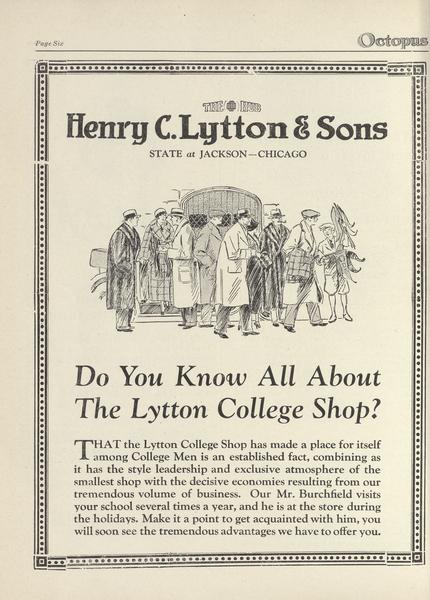 Page Six
Octopus
THE HUB
Henry C. Lytton & Sons
STATE at JACKSON—CHICAGO
Do You Know All About
The Lytton College Shop?
THAT the Lytton College Shop has made a place for itself
among College Men is an established fact, combining as
it has the style leadership and exclusive atmosphere of the
smallest shop with the decisive economies resulting from our
tremendous volume of business. Our Mr. Burchfield visits
your school several times a year, and he is at the store during
the holidays. Make it a point to get acquainted with him, you
will soon see the tremendous advantages we have to offer you.